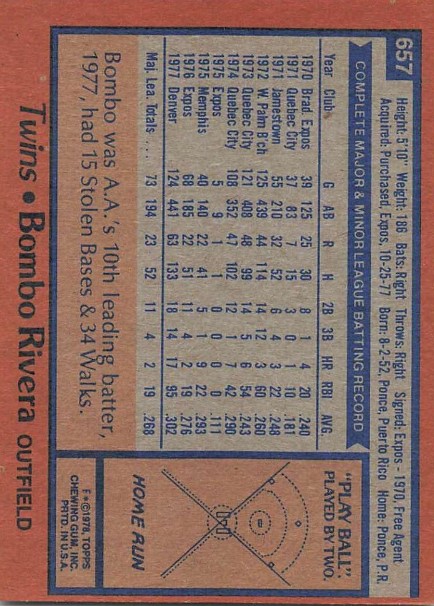 657
Height: 5'10" Weight: 186 Bats: Right Throws: Right Signed: Expos - 1970, Free Agent
Acquired: Purchased, Expos, 10-25-77 Born: 8-2-52, Ponce, Puerto Rico Home: Ponce, P.R.
COMPLETE MAJOR & MINOR LEAGUE BATTING RECORD
Year Club G AB R H 2B 3B HR RBI AVG.
1970 Brad. Expos 39 125 25 30 8 1 4 20 .240
1971 Quebec City 37 83 7 15 3 0 1 10 .181
1971 Jamestown 55 210 32 52 6 4 3 22 .248
1972 W. Palm B'ch 125 439 44 114 14 12 3 60 .260
1973 Quebec City 121 408 48 99 14 5 6 54 .243
1974 Quebec City 108 352 47 102 12 1 7 42 .290
1975 Expos 5 9 1 1 0 0 0 0 .111
1975 Memphis 40 140 22 41 5 1 9 22 .293
1976 Expos 68 185 22 51 11 4 2 19 .276
1977 Denver 124 441 63 133 18 14 17 95 .302
Maj. Lea. Totals.... 73 194 23 52 11 4 2 19 .268
Bombo was A.A.'s 10th leading batter,
1977, had 15 Stolen Bases & 34 Walks.
"PLAY BALL"
PLAYED BY TWO.
HOME RUN
F*©1978, TOPPS
CHEWING GUM, INC.
PRTD. IN U.S.A.
Twins • Bombo Rivera OUTFIELD